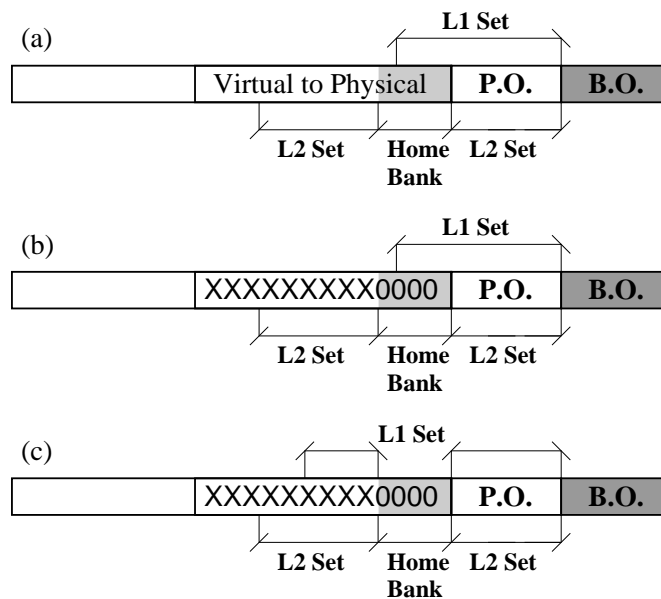 (a)
L1 Set
Virtual to Physical P.O. B.O.
L2 Set Home Bank L2 Set
(b)
L1 Set
XXXXXXXXX0000 P.O. B.O.
L2 Set Home Bank L2 Set
(c)
L1 Set
XXXXXXXXX0000 P.O. B.O.
L2 Set Home Bank L2 Set